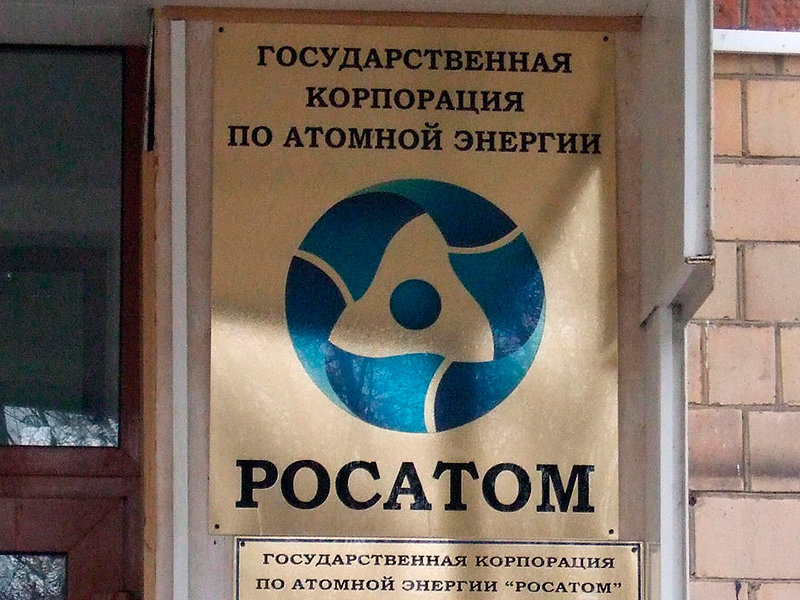 ГОСУДАРСТВЕННАЯ
КОРПОРАЦИЯ
ПО АТОМНОЙ ЭНЕРГИИ
РОСАТОМ
ГОСУДАРСТВЕННАЯ КОРПОРАЦИЯ
ПО АТОМНОЙ ЭНЕРГИИ “РОСАТОМ”